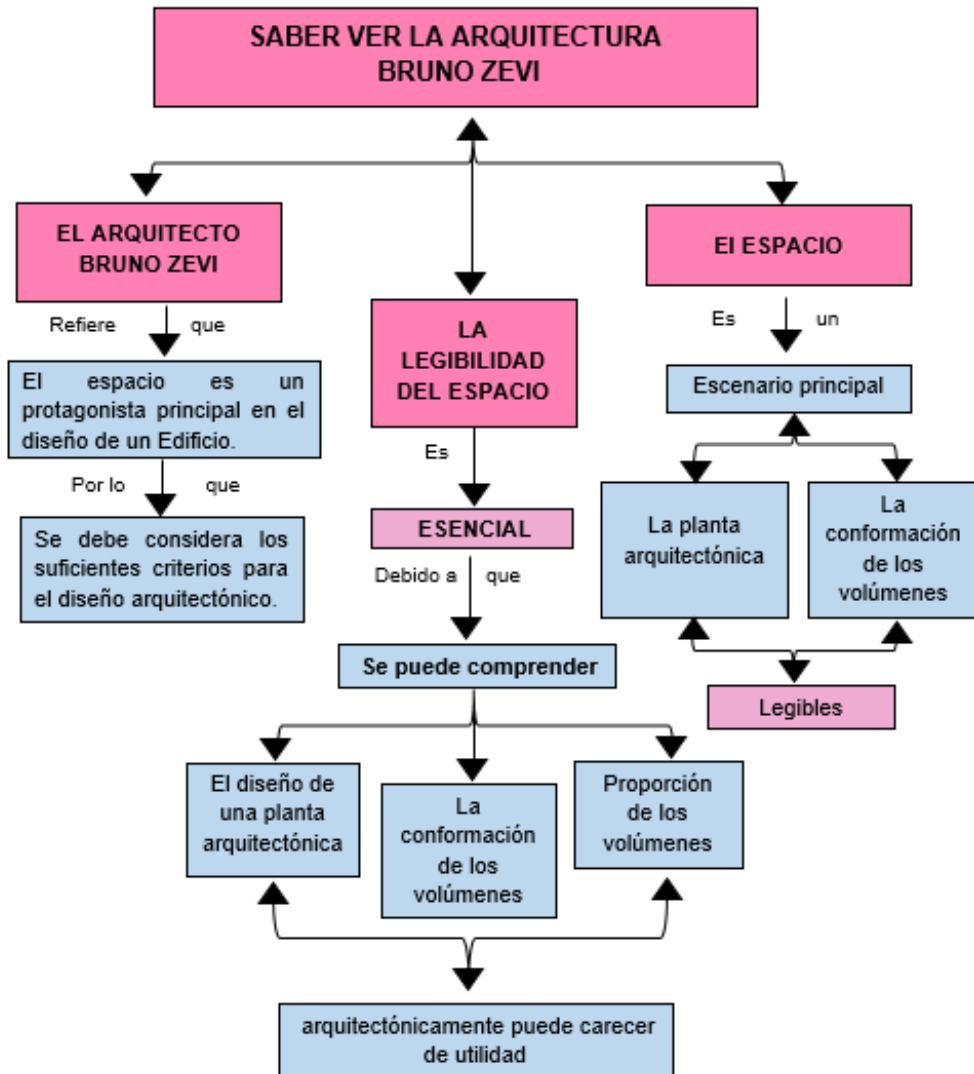 SABER VER LA ARQUITECTURA
BRUNO ZEVI
EL ARQUITECTO
BRUNO ZEVI
Refiere que
El espacio es un
protagonista principal en el
diseño de un Edificio.
Por lo que
Se debe considera los
suficientes criterios para
el diseño arquitectónico.
LA
LEGIBILIDAD
DEL ESPACIO
Es
ESENCIAL
Debido a que
Se puede comprender
El diseño de
una planta
arquitectónica
La
conformación
de los
volúmenes
Proporción
de los
volúmenes
arquitectónicamente puede carecer
de utilidad
El ESPACIO
Es un
Escenario principal
La planta
arquitectónica
La
conformación
de los
volúmenes
Legibles